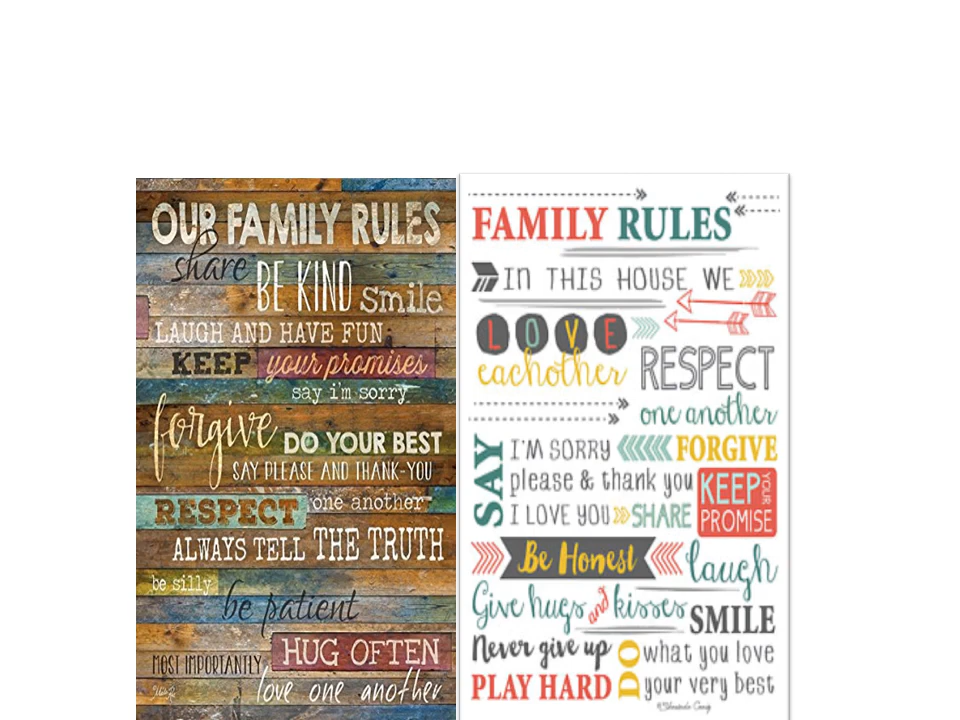 OUR FAMILY RULES
share BE KIND smile
LAUGH AND HAVE FUN
KEEP your promises
say i'm sorry
forgive DO YOUR BEST
SAY PLEASE AND THANK-YOU
RESPECT one another
ALWAYS TELL THE TRUTH
be silly
be patient
HUG OFTEN
MOST IMPORTANTLY
love one another
FAMILY RULES
IN THIS HOUSE WE
LOVE
eachother RESPECT
one another
SAY I'M SORRY FORGIVE
please & thank you KEEP YOUR
I LOVE YOU SHARE PROMISE
Be Honest laugh
Give hugs and kisses SMILE
Never give up DO what you love
PLAY HARD your very best